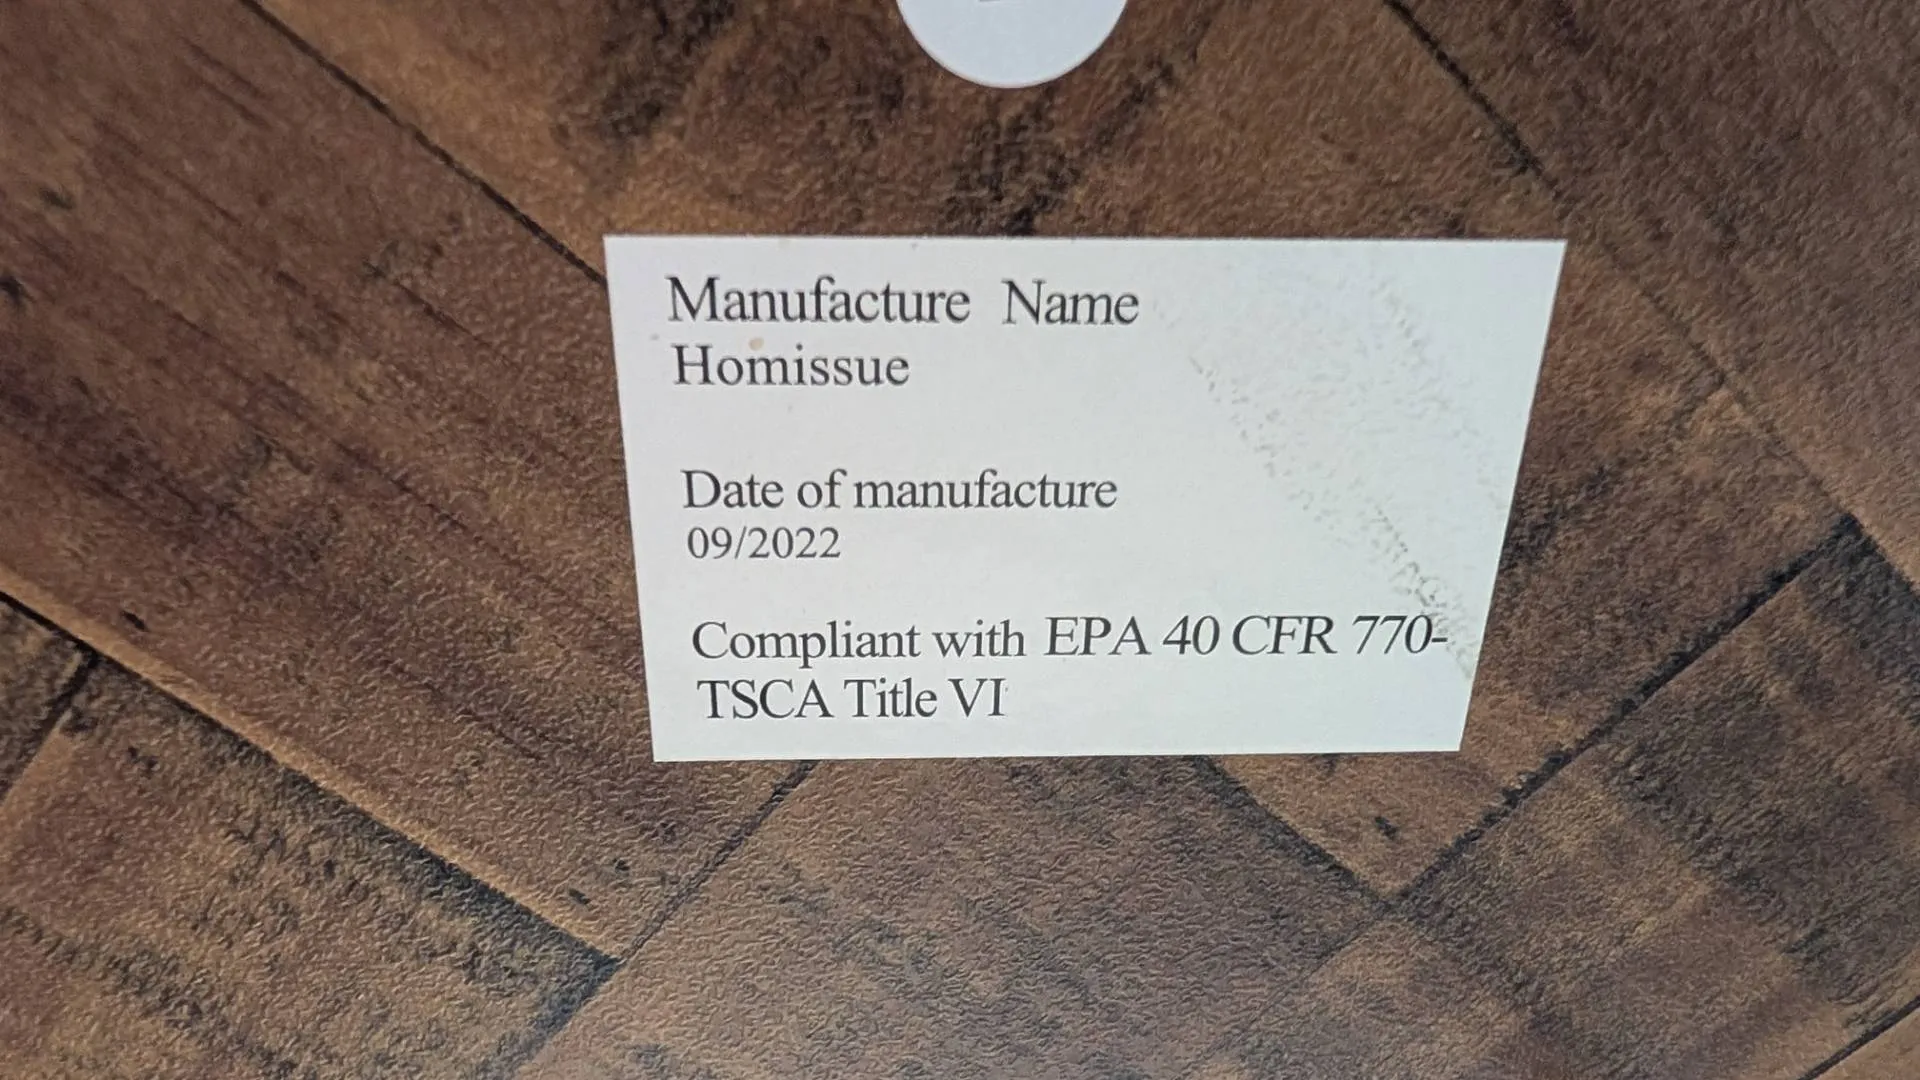 Manufacture Name
Homissue
Date of manufacture
09/2022
Compliant with EPA 40 CFR 770-
TSCA Title VI